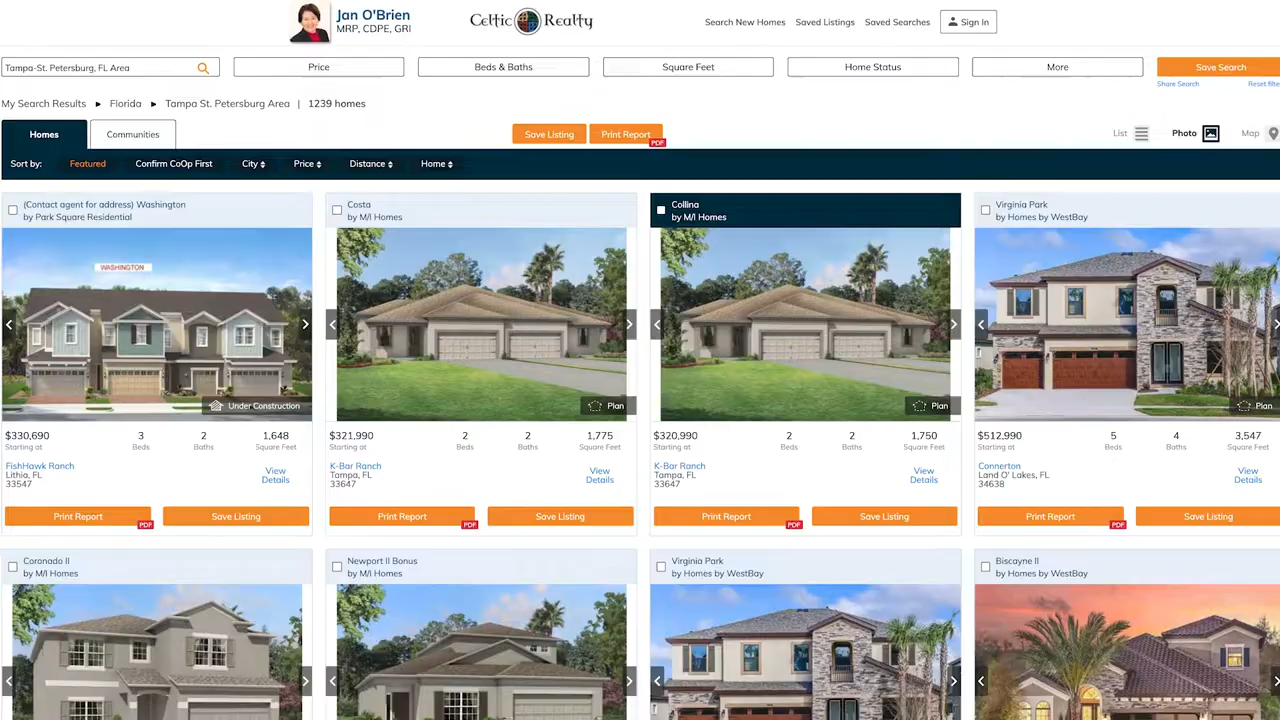 Jan O'Brien
MRP, CDPE, GRI
Celtic Realty
Search New Homes Saved Listings Saved Searches Sign In
Tampa-St. Petersburg, FL Area Price Beds & Baths Square Feet Home Status More Save Search
Share Search Reset filte
My Search Results ► Florida ► Tampa St. Petersburg Area | 1239 homes
Homes Communities Save Listing Print Report PDF List Photo Map
Sort by: Featured Confirm CoOp First City Price Distance Home
(Contact agent for address) Washington
by Park Square Residential
WASHINGTON
Under Construction
$330,690 3 2 1,648
Starting at Beds Baths Square Feet
FishHawk Ranch
Lithia, FL
33547
View
Details
Print Report PDF Save Listing
Costa
by M/I Homes
Plan
$321,990 2 2 1,775
Starting at Beds Baths Square Feet
K-Bar Ranch
Tampa, FL
33647
View
Details
Print Report PDF Save Listing
Collina
by M/I Homes
Plan
$320,990 2 2 1,750
Starting at Beds Baths Square Feet
K-Bar Ranch
Tampa, FL
33647
View
Details
Print Report PDF Save Listing
Virginia Park
by Homes by WestBay
Plan
$512,990 5 4 3,547
Starting at Beds Baths Square Feet
Connerton
Land O' Lakes, FL
34638
View
Details
Print Report PDF Save Listing
Coronado II
by M/I Homes
Newport II Bonus
by M/I Homes
Virginia Park
by Homes by WestBay
Biscayne II
by Homes by WestBay